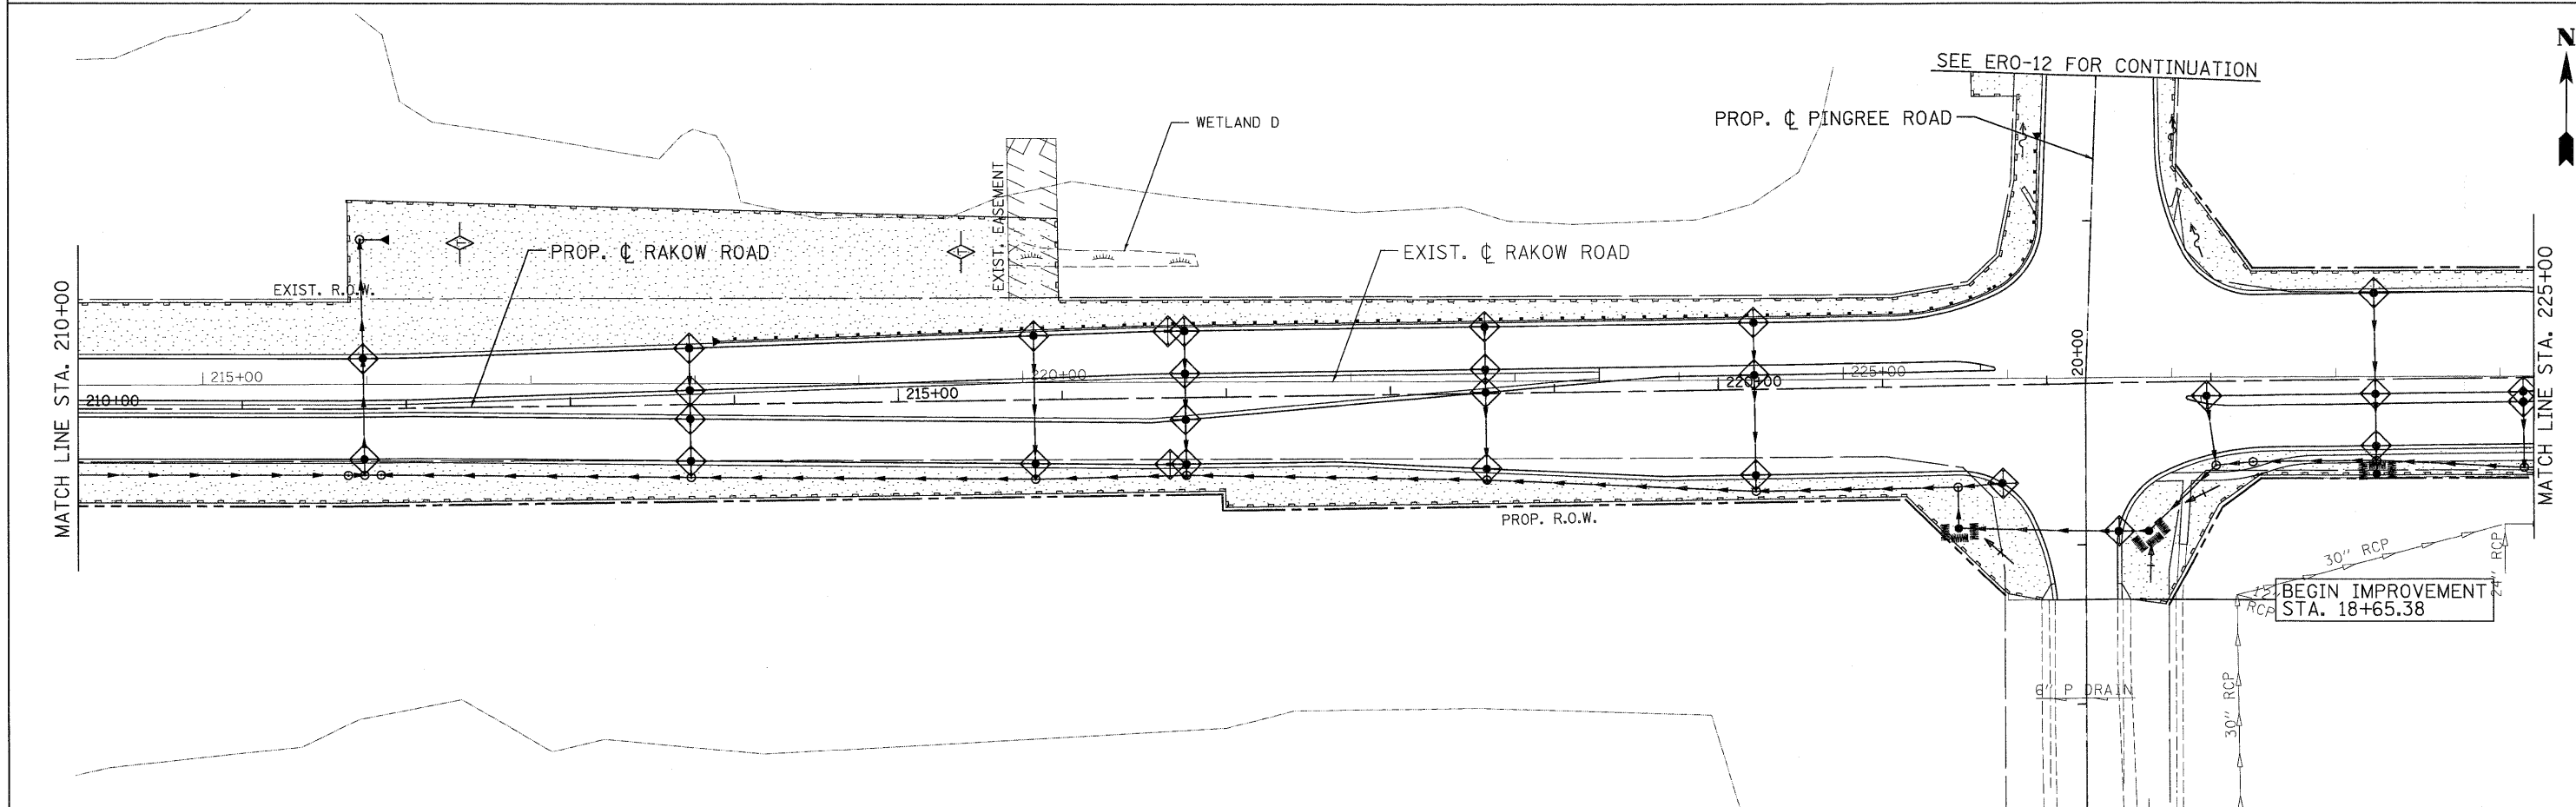 N
SEE ERO-12 FOR CONTINUATION
PROP. ℄ PINGREE ROAD
WETLAND D
EXIST. EASEMENT
PROP. ℄ RAKOW ROAD
EXIST. ℄ RAKOW ROAD
EXIST. R.O.W.
MATCH LINE STA. 210+00
MATCH LINE STA. 225+00
215+00
220+00
225+00
210+00
215+00
220+00
20+00
PROP. R.O.W.
30" RCP
24" RCP
15" RCP
BEGIN IMPROVEMENT
STA. 18+65.38
6" P DRAIN
30" RCP